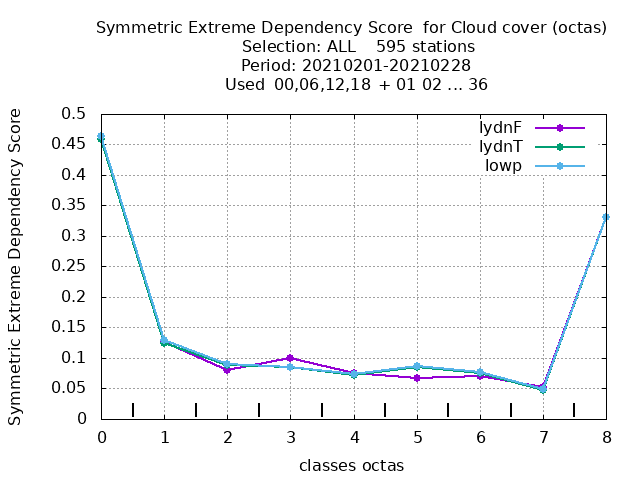 Symmetric Extreme Dependency Score  for Cloud cover (octas)
Selection: ALL    595 stations
Period: 20210201-20210228
Used  00,06,12,18  + 01 02 ... 36
Symmetric Extreme Dependency Score
0.5
0.45
0.4
0.35
0.3
0.25
0.2
0.15
0.1
0.05
0
lydnF
lydnT
lowp
0 1 2 3 4 5 6 7 8
classes octas